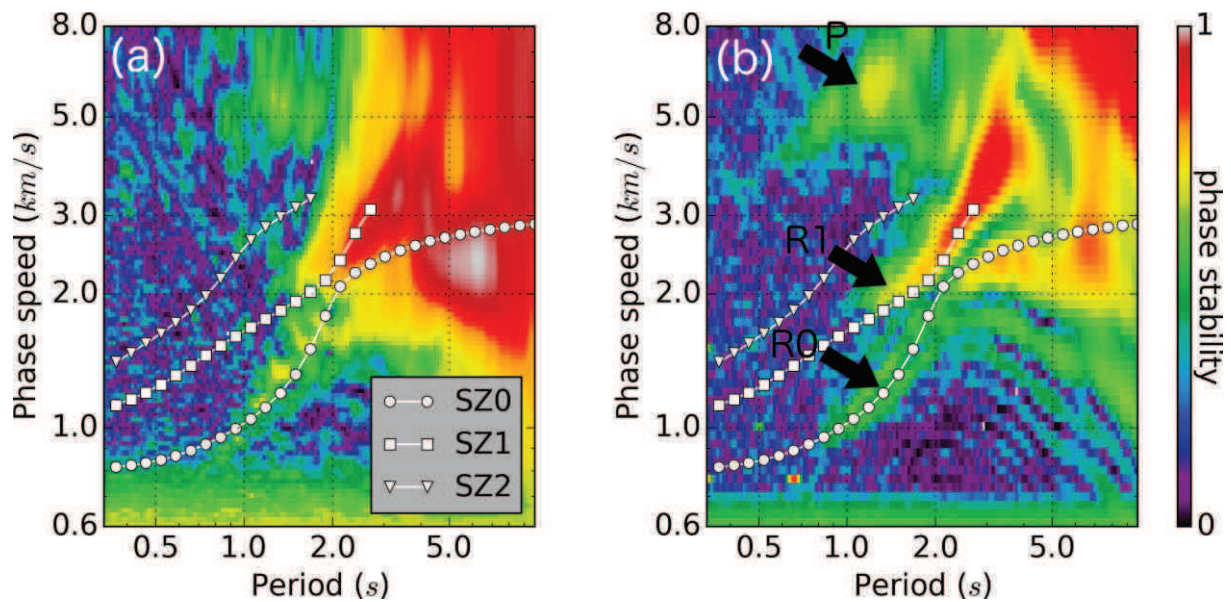 (a)
8.0
5.0
3.0
2.0
1.0
0.6
Phase speed (km/s)
0.5 1.0 2.0 5.0
Period (s)
SZ0
SZ1
SZ2
(b)
P
R1
R0
8.0
5.0
3.0
2.0
1.0
0.6
Phase speed (km/s)
0.5 1.0 2.0 5.0
Period (s)
1
phase stability
0